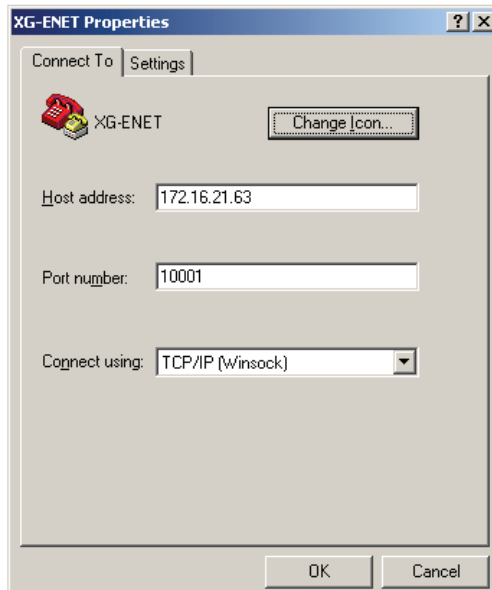 XG-ENET Properties
Connect To Settings
XG-ENET Change Icon...
Host address: 172.16.21.63
Port number: 10001
Connect using: TCP/IP (Winsock)
OK Cancel